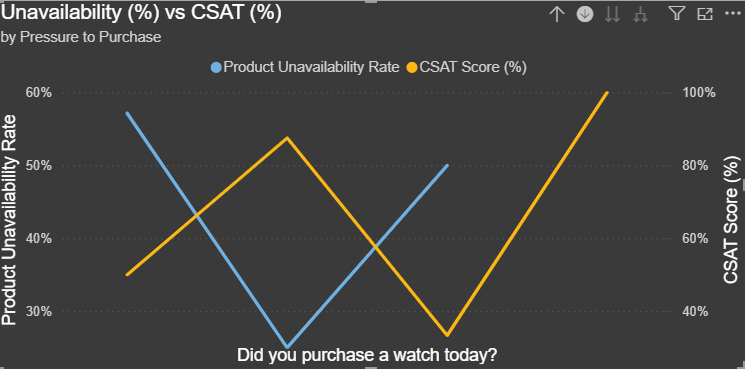 Unavailability (%) vs CSAT (%)
by Pressure to Purchase
Product Unavailability Rate CSAT Score (%)
60% 100%
50% 80%
40% 60%
30% 40%
Product Unavailability Rate
CSAT Score (%)
Did you purchase a watch today?